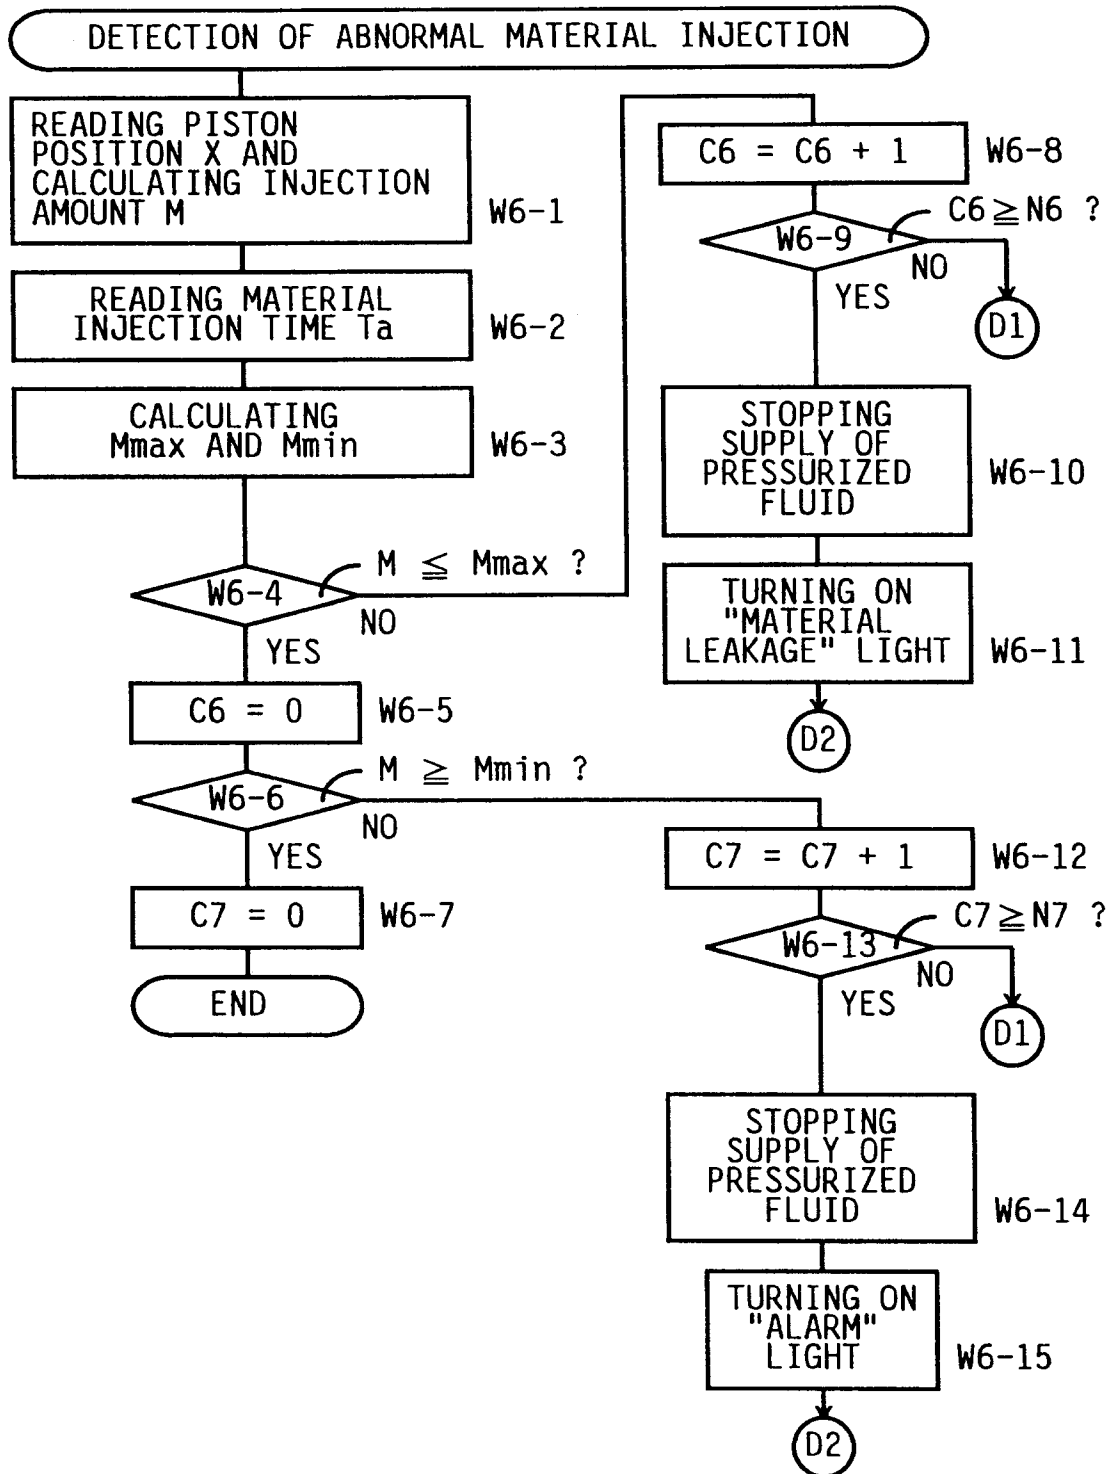 DETECTION OF ABNORMAL MATERIAL INJECTION
READING PISTON
POSITION X AND
CALCULATING INJECTION
AMOUNT M
W6-1
READING MATERIAL
INJECTION TIME Ta
W6-2
CALCULATING
Mmax AND Mmin
W6-3
M ≦ Mmax ?
W6-4
NO
YES
C6 = 0
W6-5
M ≧ Mmin ?
W6-6
NO
YES
C7 = 0
W6-7
END
C6 = C6 + 1
W6-8
C6≧N6 ?
W6-9
NO
YES
D1
STOPPING
SUPPLY OF
PRESSURIZED
FLUID
W6-10
TURNING ON
"MATERIAL
LEAKAGE" LIGHT
W6-11
D2
C7 = C7 + 1
W6-12
C7≧N7 ?
W6-13
NO
YES
D1
STOPPING
SUPPLY OF
PRESSURIZED
FLUID
W6-14
TURNING ON
"ALARM"
LIGHT
W6-15
D2